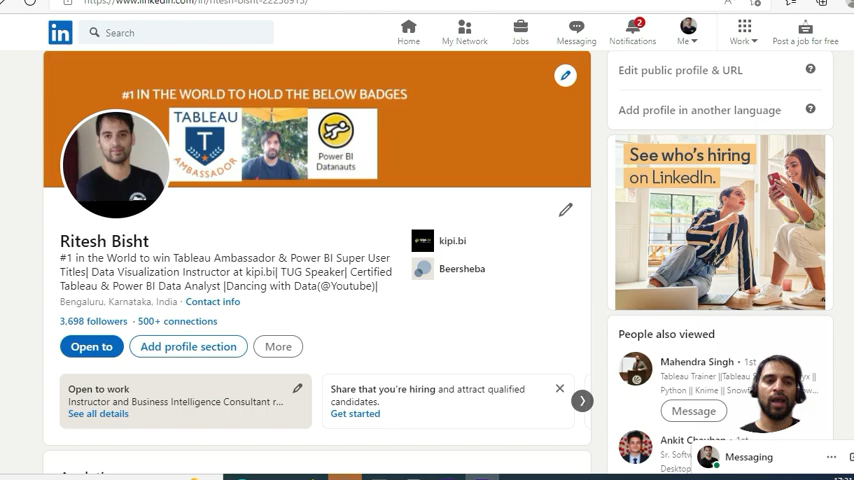 https://www.linkedin.com/in/ritesh-bisht-22238915/
in
Search
Home
My Network
Jobs
Messaging
2
Notifications
Me
Work
Post a job for free
#1 IN THE WORLD TO HOLD THE BELOW BADGES
TABLEAU
T
AMBASSADOR
Power BI
Datanauts
Ritesh Bisht
#1 in the World to win Tableau Ambassador & Power BI Super User
Titles| Data Visualization Instructor at kipi.bi| TUG Speaker| Certified
Tableau & Power BI Data Analyst |Dancing with Data(@Youtube)|
Bengaluru, Karnataka, India · Contact info
3,698 followers · 500+ connections
Open to
Add profile section
More
kipi.bi
Beersheba
Open to work
Instructor and Business Intelligence Consultant r...
See all details
Share that you're hiring and attract qualified
candidates.
Get started
Edit public profile & URL
Add profile in another language
See who's hiring
on LinkedIn.
People also viewed
Mahendra Singh • 1st
Tableau Trainer ||Tableau
Python || Knime ||
Message
Ankit Chauhan
Sr. Softw
Desktop
Messaging